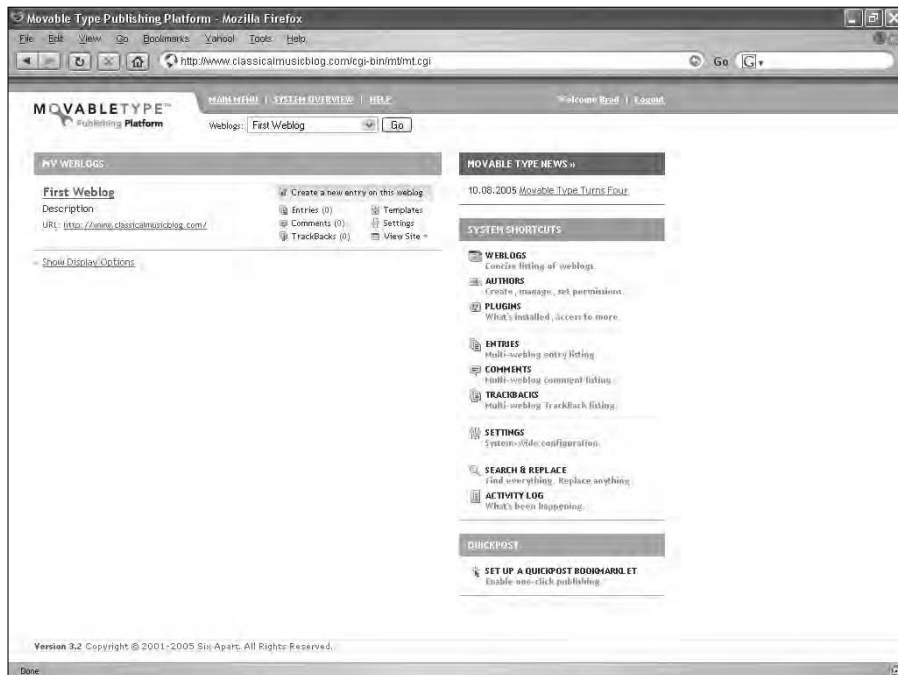 Movable Type Publishing Platform - Mozilla Firefox
File Edit View Go Bookmarks Yahoo! Tools Help
http://www.classicalmusicblog.com/cgi-bin/mt/mt.cgi
Go
G
MAIN MENU | SYSTEM OVERVIEW | HELP
Welcome Brad | Logout
MOVABLETYPE™
Publishing Platform
Weblogs: First Weblog Go
MY WEBLOGS
First Weblog
Description
URL: http://www.classicalmusicblog.com/
Create a new entry on this weblog
Entries (0) Templates
Comments (0) Settings
TrackBacks (0) View Site
Show Display Options
MOVABLE TYPE NEWS »
10.08.2005 Movable Type Turns Four
SYSTEM SHORTCUTS
WEBLOGS
Concise listing of weblogs.
AUTHORS
Create, manage, set permissions.
PLUGINS
What's installed, access to more.
ENTRIES
Multi-weblog entry listing.
COMMENTS
Multi-weblog comment listing.
TRACKBACKS
Multi-weblog TrackBack listing.
SETTINGS
System-wide configuration.
SEARCH & REPLACE
Find everything. Replace anything.
ACTIVITY LOG
What's been happening.
QUICKPOST
SET UP A QUICKPOST BOOKMARKLET
Enable one-click publishing.
Version 3.2 Copyright © 2001-2005 Six Apart. All Rights Reserved.
Done